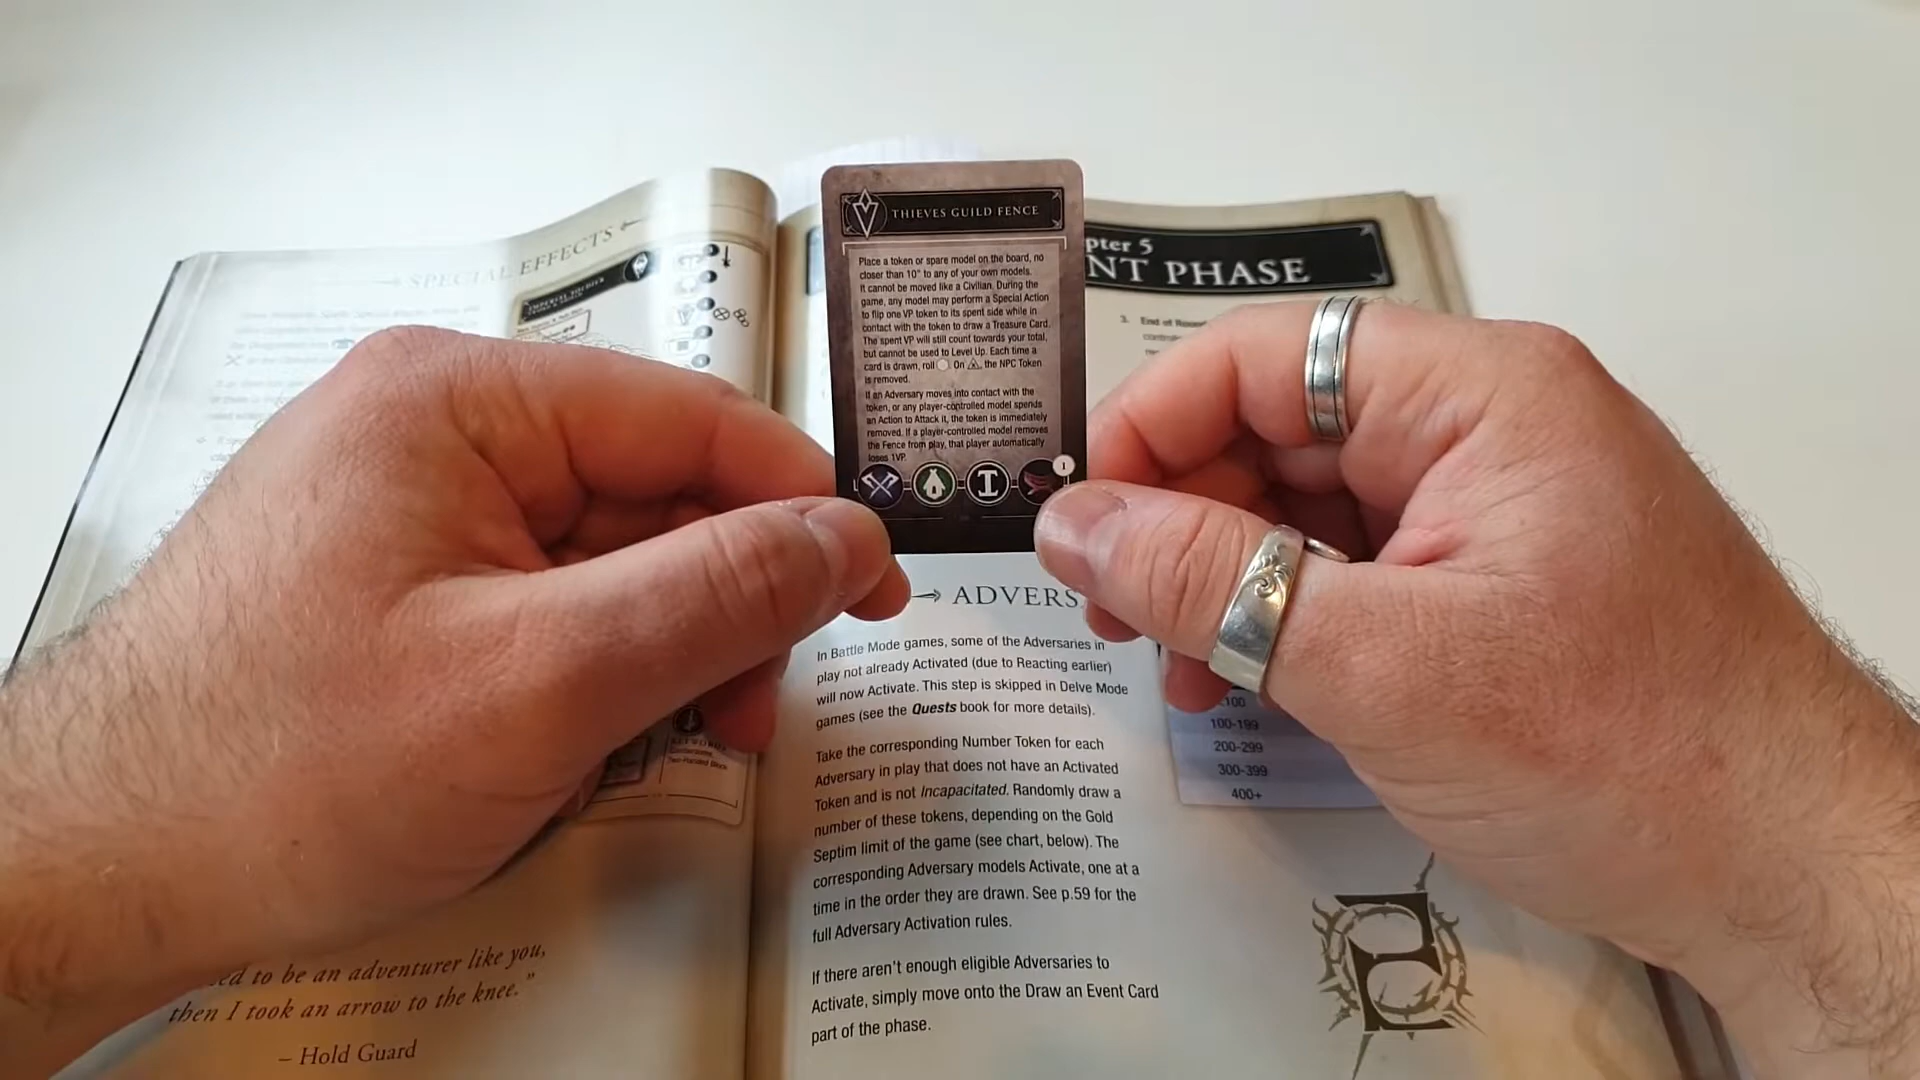 THIEVES GUILD FENCE
Place a token or spare model on the board, no
closer than 10" to any of your own models.
It cannot be moved like a Civilian. During the
game, any model may perform a Special Action
to flip one VP token to its spent side while in
contact with the token to draw a Treasure Card.
The spent VP will still count towards your total,
but cannot be used to Level Up. Each time a
card is drawn, roll On , the NPC Token
is removed.
If an Adversary moves into contact with the
token, or any player-controlled model spends
an Action to Attack it, the token is immediately
removed. If a player-controlled model removes
the Fence from play, that player automatically
loses 1VP.
1
SPECIAL EFFECTS
to be an adventurer like you,
then I took an arrow to the knee."
– Hold Guard
pter 5
NT PHASE
3. End of
ADVERS
In Battle Mode games, some of the Adversaries in
play not already Activated (due to Reacting earlier)
will now Activate. This step is skipped in Delve Mode
games (see the Quests book for more details).
Take the corresponding Number Token for each
Adversary in play that does not have an Activated
Token and is not Incapacitated. Randomly draw a
number of these tokens, depending on the Gold
Septim limit of the game (see chart, below). The
corresponding Adversary models Activate, one at a
time in the order they are drawn. See p.59 for the
full Adversary Activation rules.
If there aren't enough eligible Adversaries to
Activate, simply move onto the Draw an Event Card
part of the phase.
100
100-199
200-299
300-399
400+